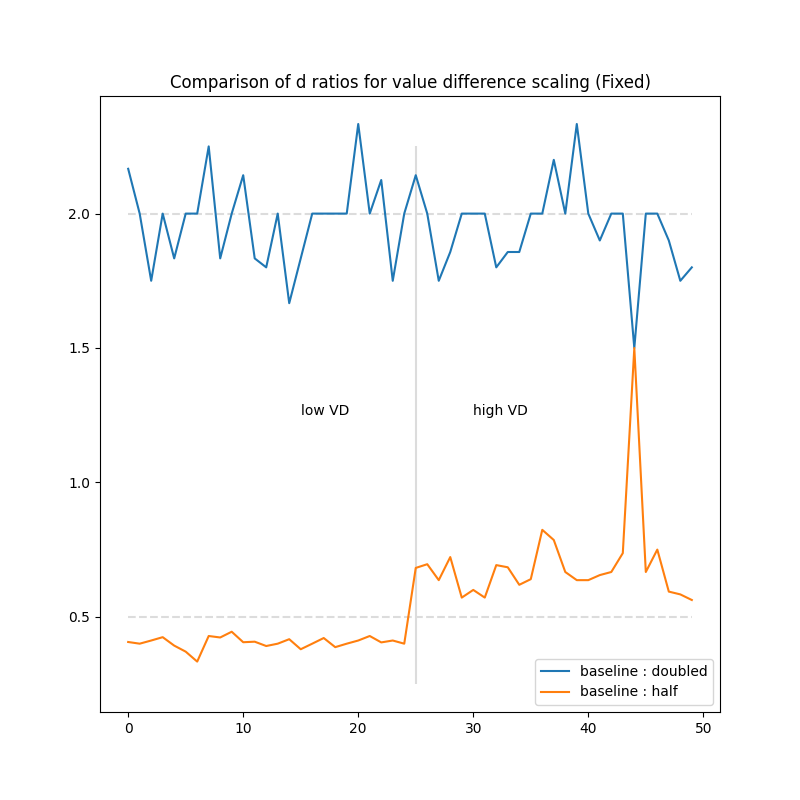 Comparison of d ratios for value difference scaling (Fixed)
2.0
1.5
low VD
high VD
1.0
0.5
baseline : doubled
baseline : half
0 10 20 30 40 50